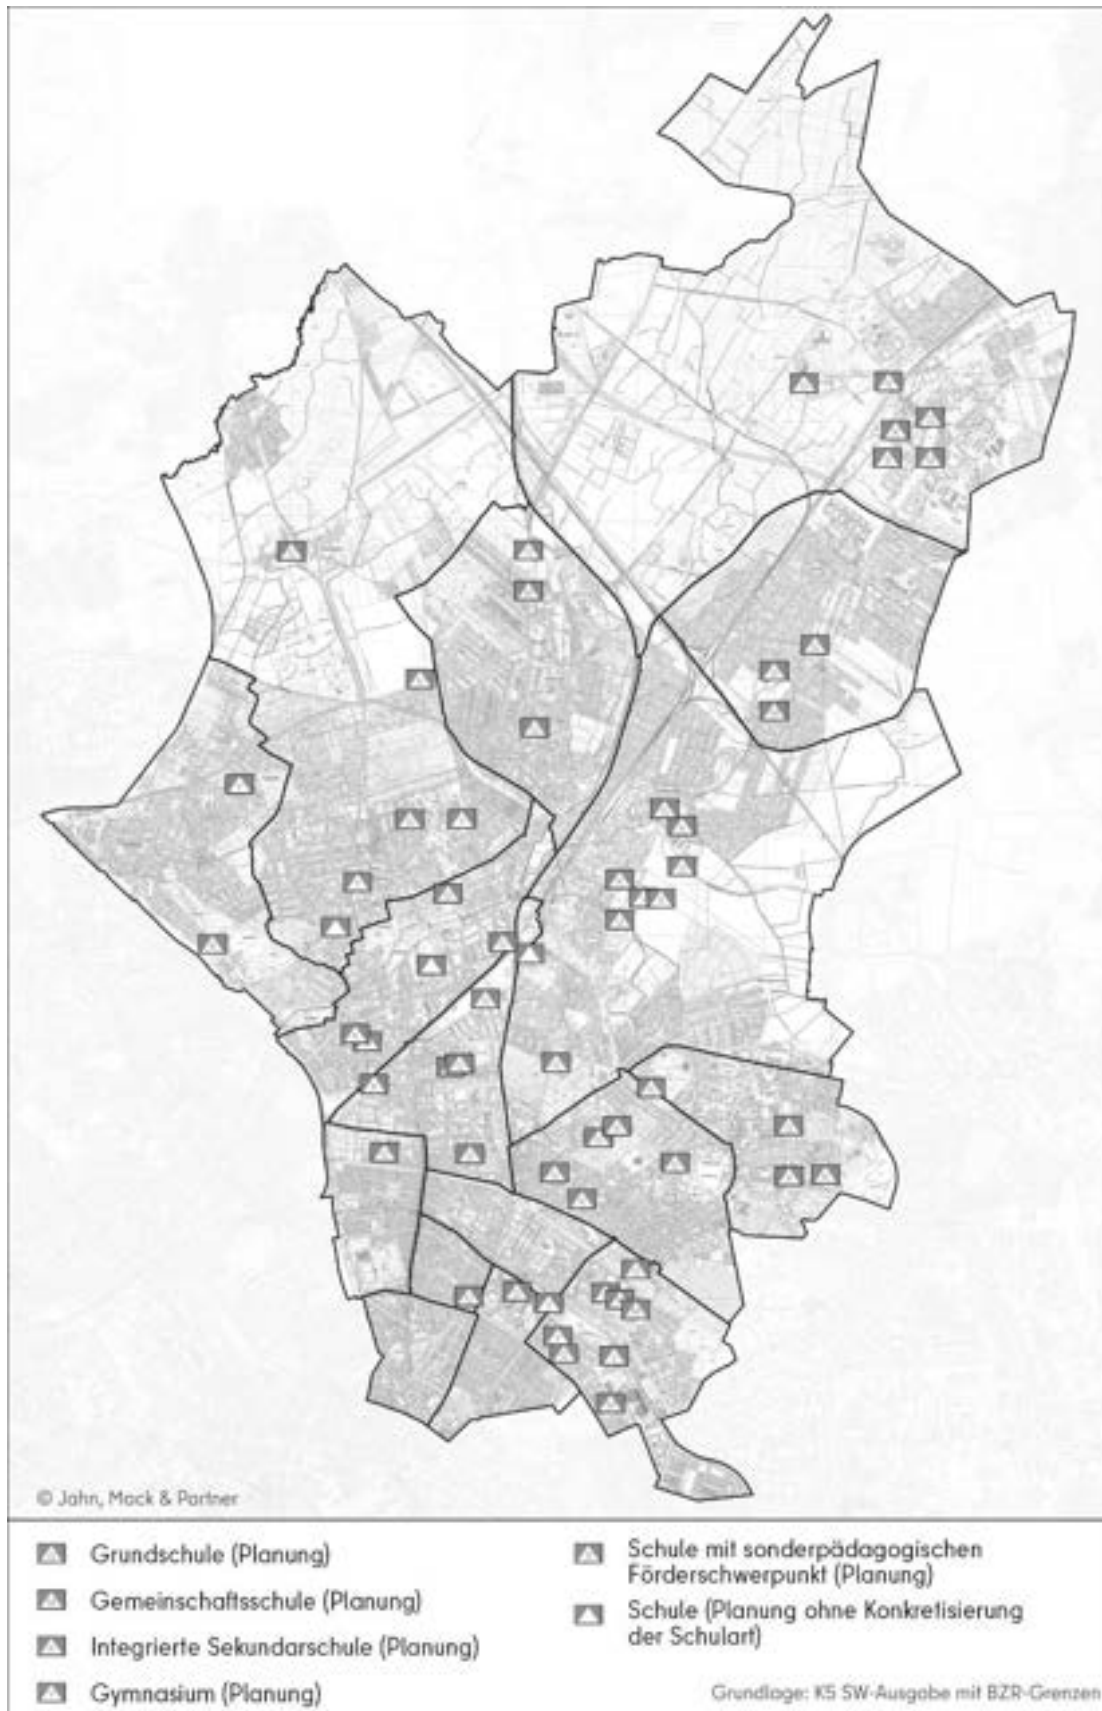 © Jahn, Mack & Partner
Grundschule (Planung)
Gemeinschaftsschule (Planung)
Integrierte Sekundarschule (Planung)
Gymnasium (Planung)
Schule mit sonderpädagogischen
Förderschwerpunkt (Planung)
Schule (Planung ohne Konkretisierung
der Schulart)
Grundlage: K5 SW-Ausgabe mit BZR-Grenzen